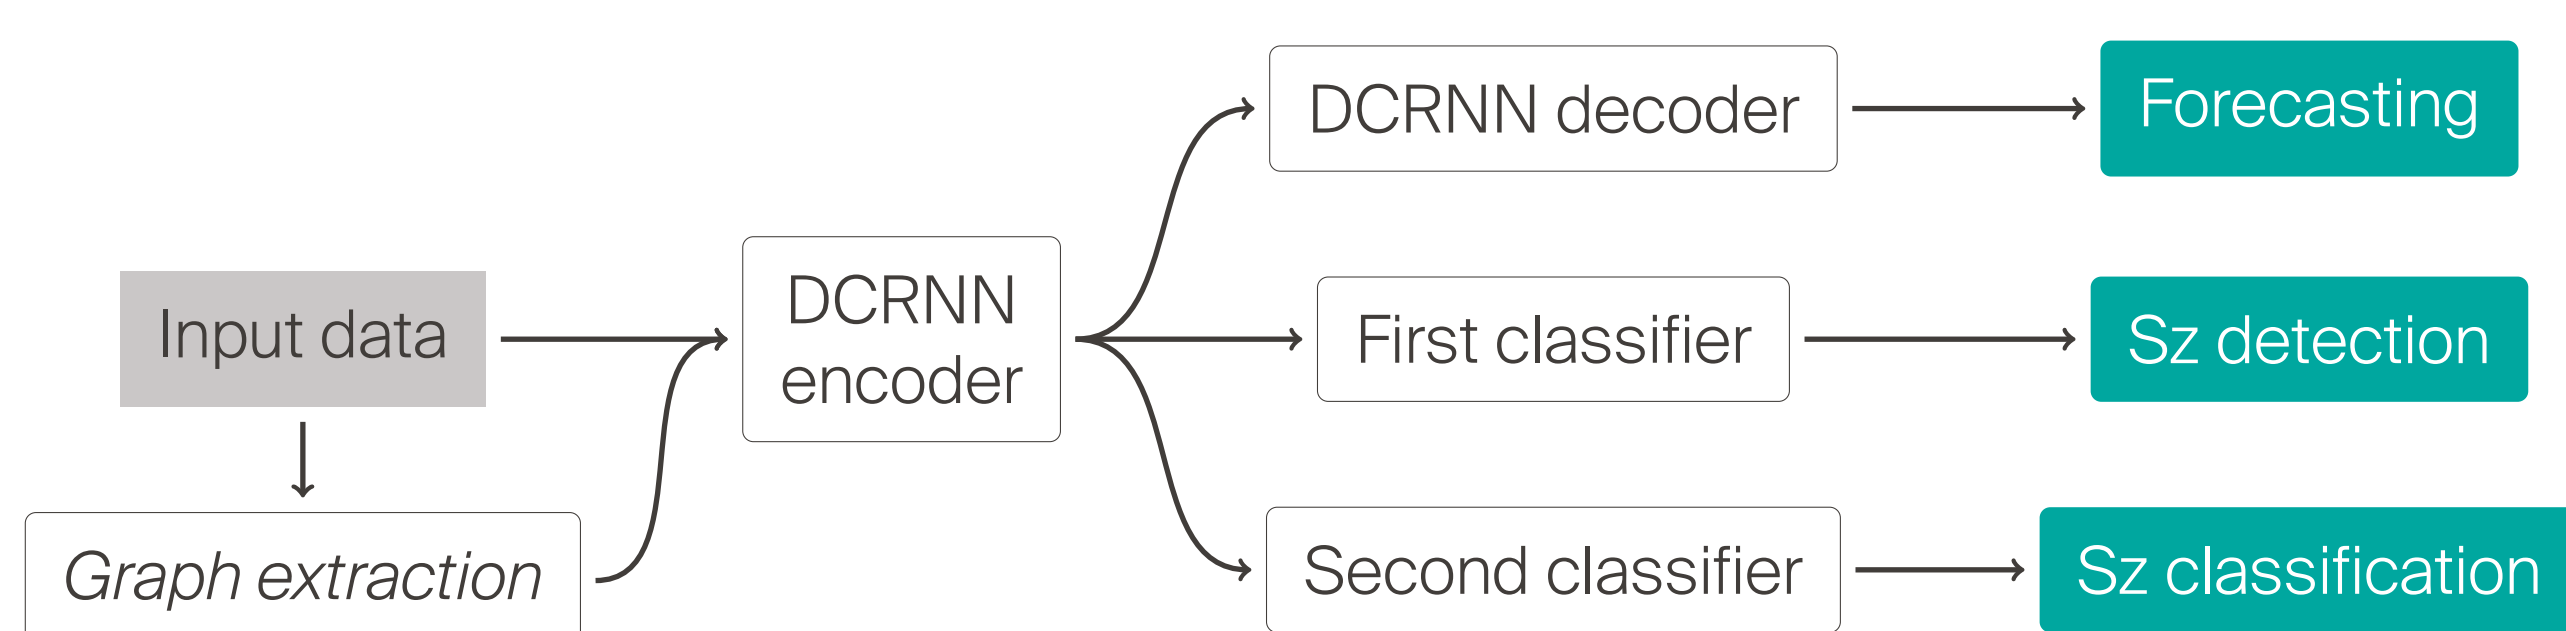 Input data
Graph extraction
DCRNN
encoder
DCRNN decoder
Forecasting
First classifier
Sz detection
Second classifier
Sz classification